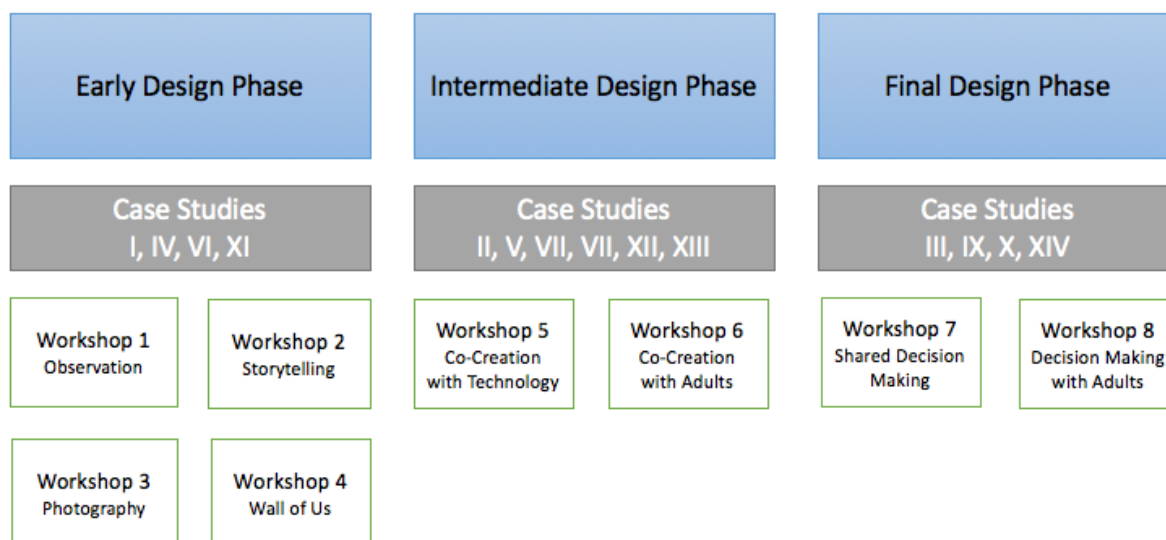 Early Design Phase
Intermediate Design Phase
Final Design Phase
Case Studies
I, IV, VI, XI
Case Studies
II, V, VII, VII, XII, XIII
Case Studies
III, IX, X, XIV
Workshop 1
Observation
Workshop 2
Storytelling
Workshop 5
Co-Creation
with Technology
Workshop 6
Co-Creation
with Adults
Workshop 7
Shared Decision
Making
Workshop 8
Decision Making
with Adults
Workshop 3
Photography
Workshop 4
Wall of Us